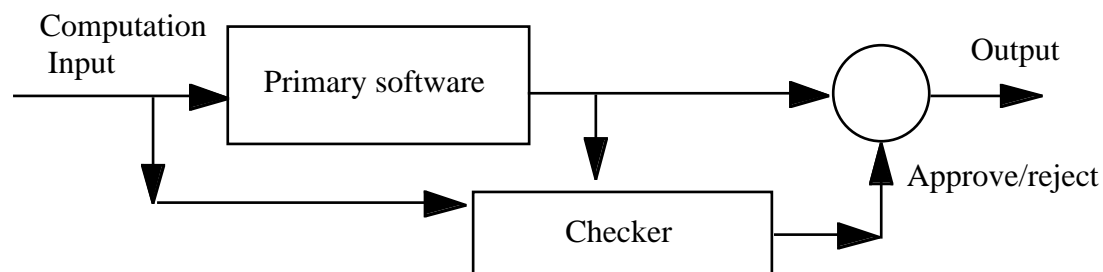 Computation
Input
Primary software
Output
Approve/reject
Checker